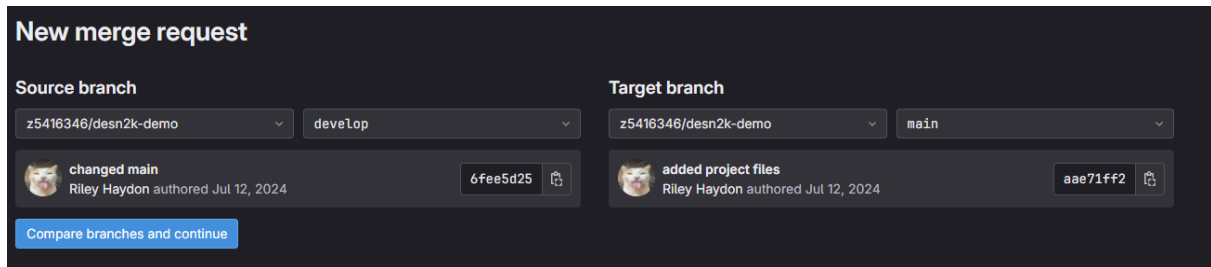 New merge request
Source branch
z5416346/desn2k-demo
develop
changed main
Riley Haydon authored Jul 12, 2024
6fee5d25
Target branch
z5416346/desn2k-demo
main
added project files
Riley Haydon authored Jul 12, 2024
aae71ff2
Compare branches and continue